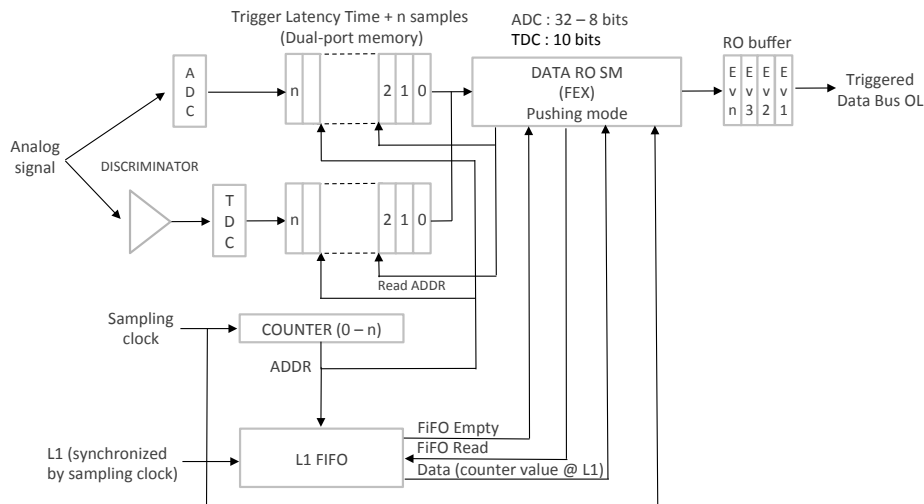 Trigger Latency Time + n samples
(Dual-port memory)
ADC : 32 – 8 bits
TDC : 10 bits
RO buffer
A
D
C
n
2 1 0
DATA RO SM
(FEX)
Pushing mode
E
v
n
E
v
3
E
v
2
E
v
1
Triggered
Data Bus OL
Analog
signal
DISCRIMINATOR
T
D
C
n
2 1 0
Read ADDR
Sampling
clock
COUNTER (0 – n)
ADDR
L1 (synchronized
by sampling clock)
L1 FIFO
FiFO Empty
FiFO Read
Data (counter value @ L1)